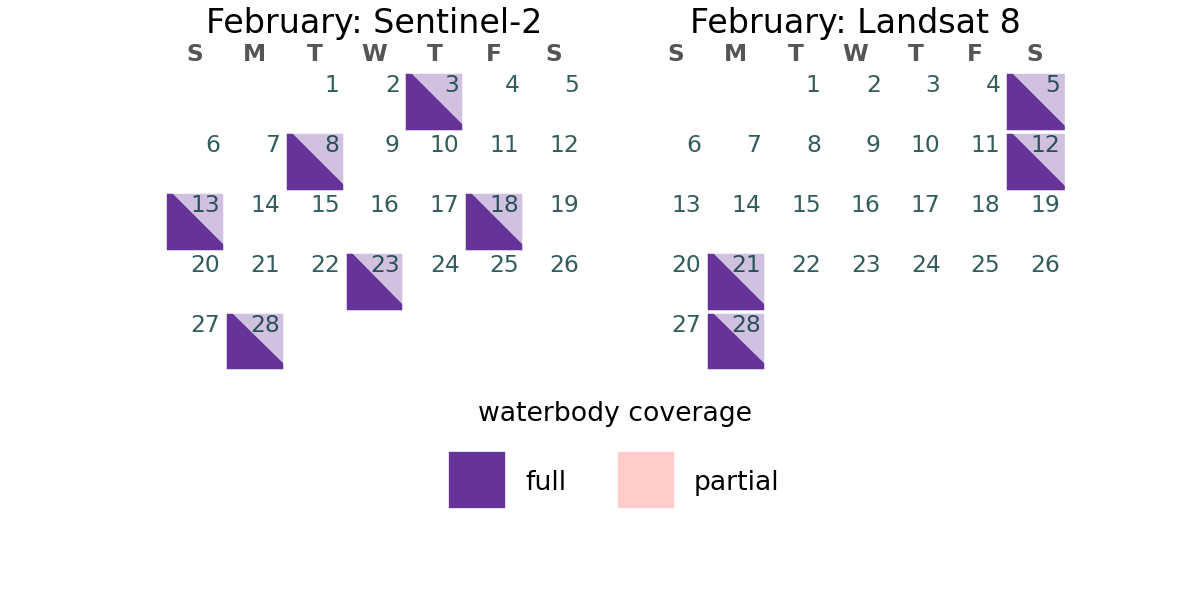 February: Sentinel-2
S M T W T F S
1 2 3 4 5
6 7 8 9 10 11 12
13 14 15 16 17 18 19
20 21 22 23 24 25 26
27 28
February: Landsat 8
S M T W T F S
1 2 3 4 5
6 7 8 9 10 11 12
13 14 15 16 17 18 19
20 21 22 23 24 25 26
27 28
waterbody coverage
full partial